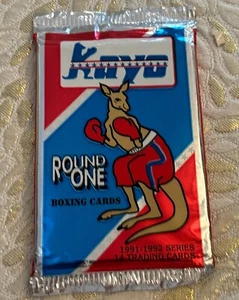 Kayo
ROUND
ONE
BOXING CARDS
1991-1992 SERIES
14 TRADING CARDS